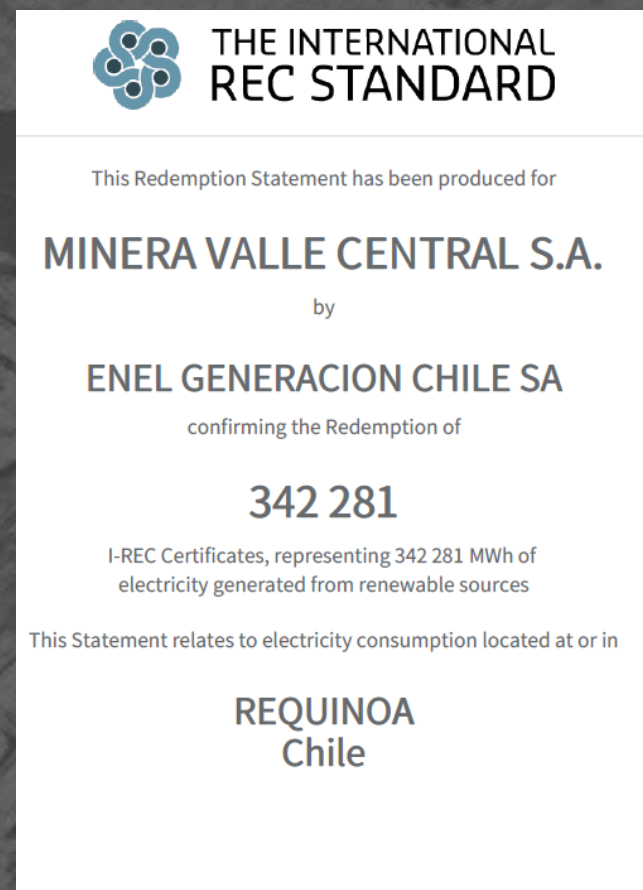 THE INTERNATIONAL
REC STANDARD
This Redemption Statement has been produced for
MINERA VALLE CENTRAL S.A.
by
ENEL GENERACION CHILE SA
confirming the Redemption of
342 281
I-REC Certificates, representing 342 281 MWh of
electricity generated from renewable sources
This Statement relates to electricity consumption located at or in
REQUINOA
Chile